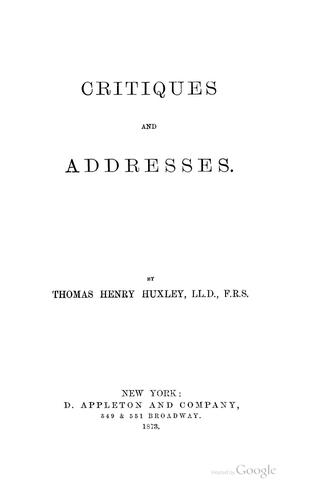 CRITIQUES
AND
ADDRESSES.
BY
THOMAS HENRY HUXLEY, LL.D., F.R.S.
NEW YORK:
D. APPLETON AND COMPANY,
549 & 551 BROADWAY.
1873.
Digitized by Google